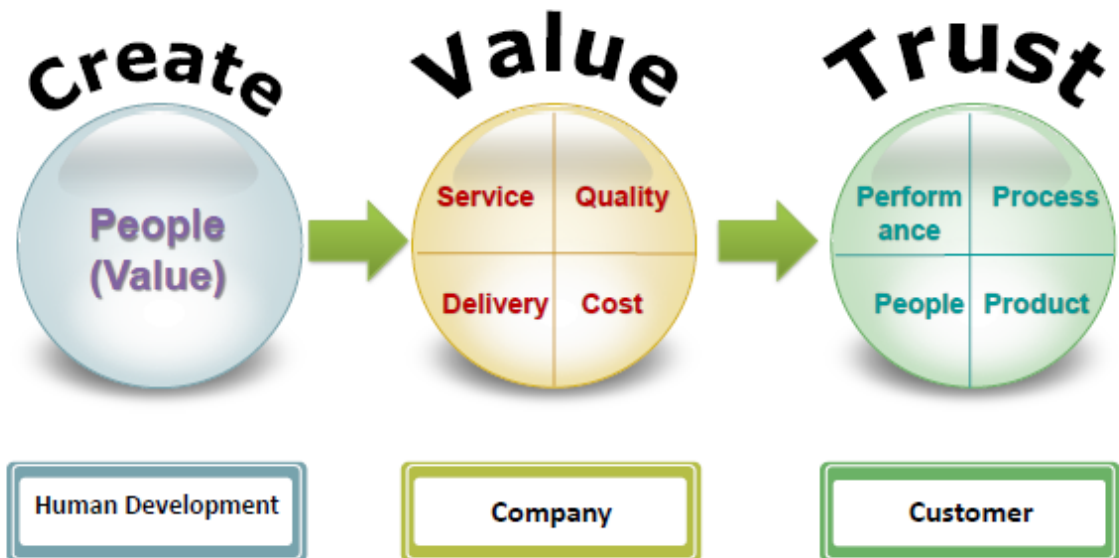 Create
Value
Trust
People
(Value)
Service
Quality
Delivery
Cost
Perform
ance
Process
People
Product
Human Development
Company
Customer